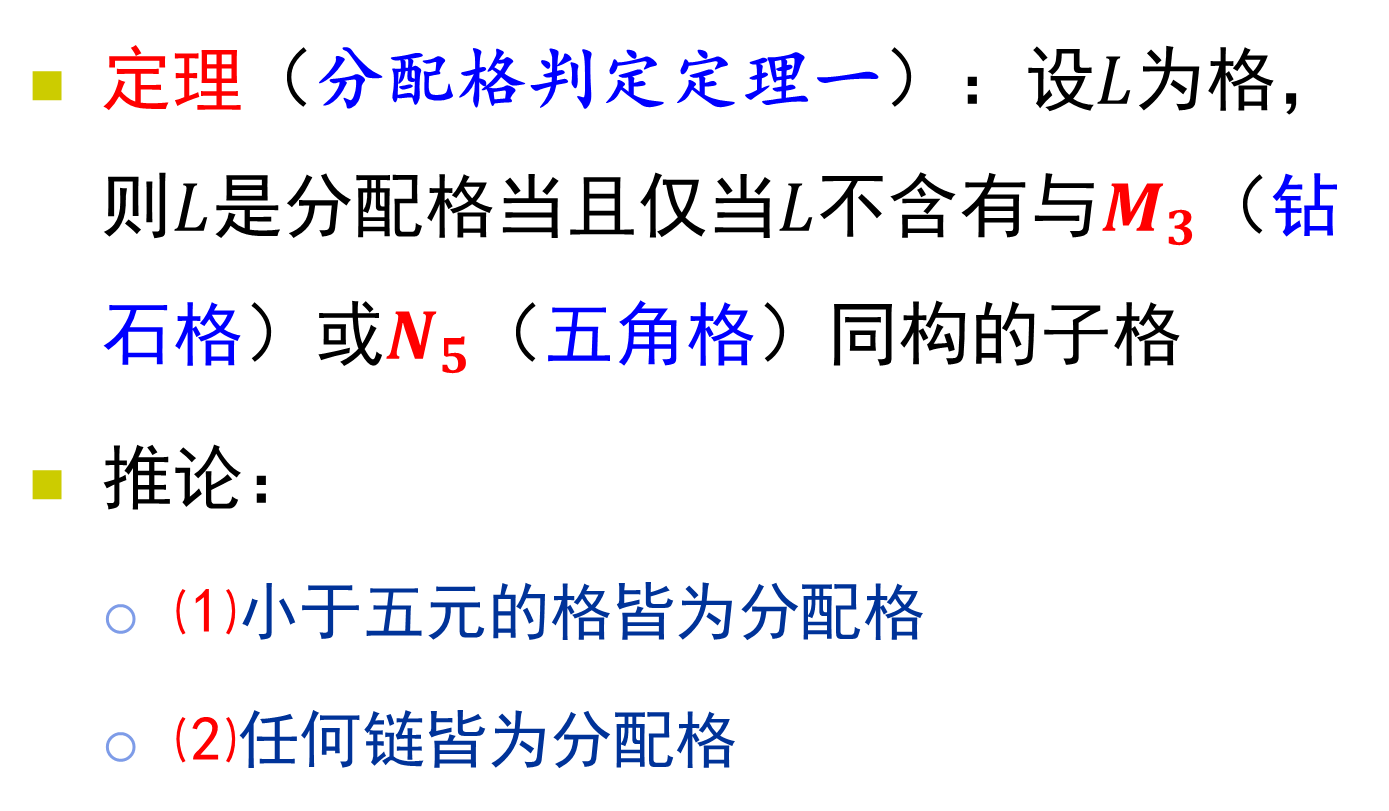 定理（分配格判定定理一）：设L为格，
则L是分配格当且仅当L不含有与M₃（钻
石格）或N₅（五角格）同构的子格
推论：
(1)小于五元的格皆为分配格
(2)任何链皆为分配格